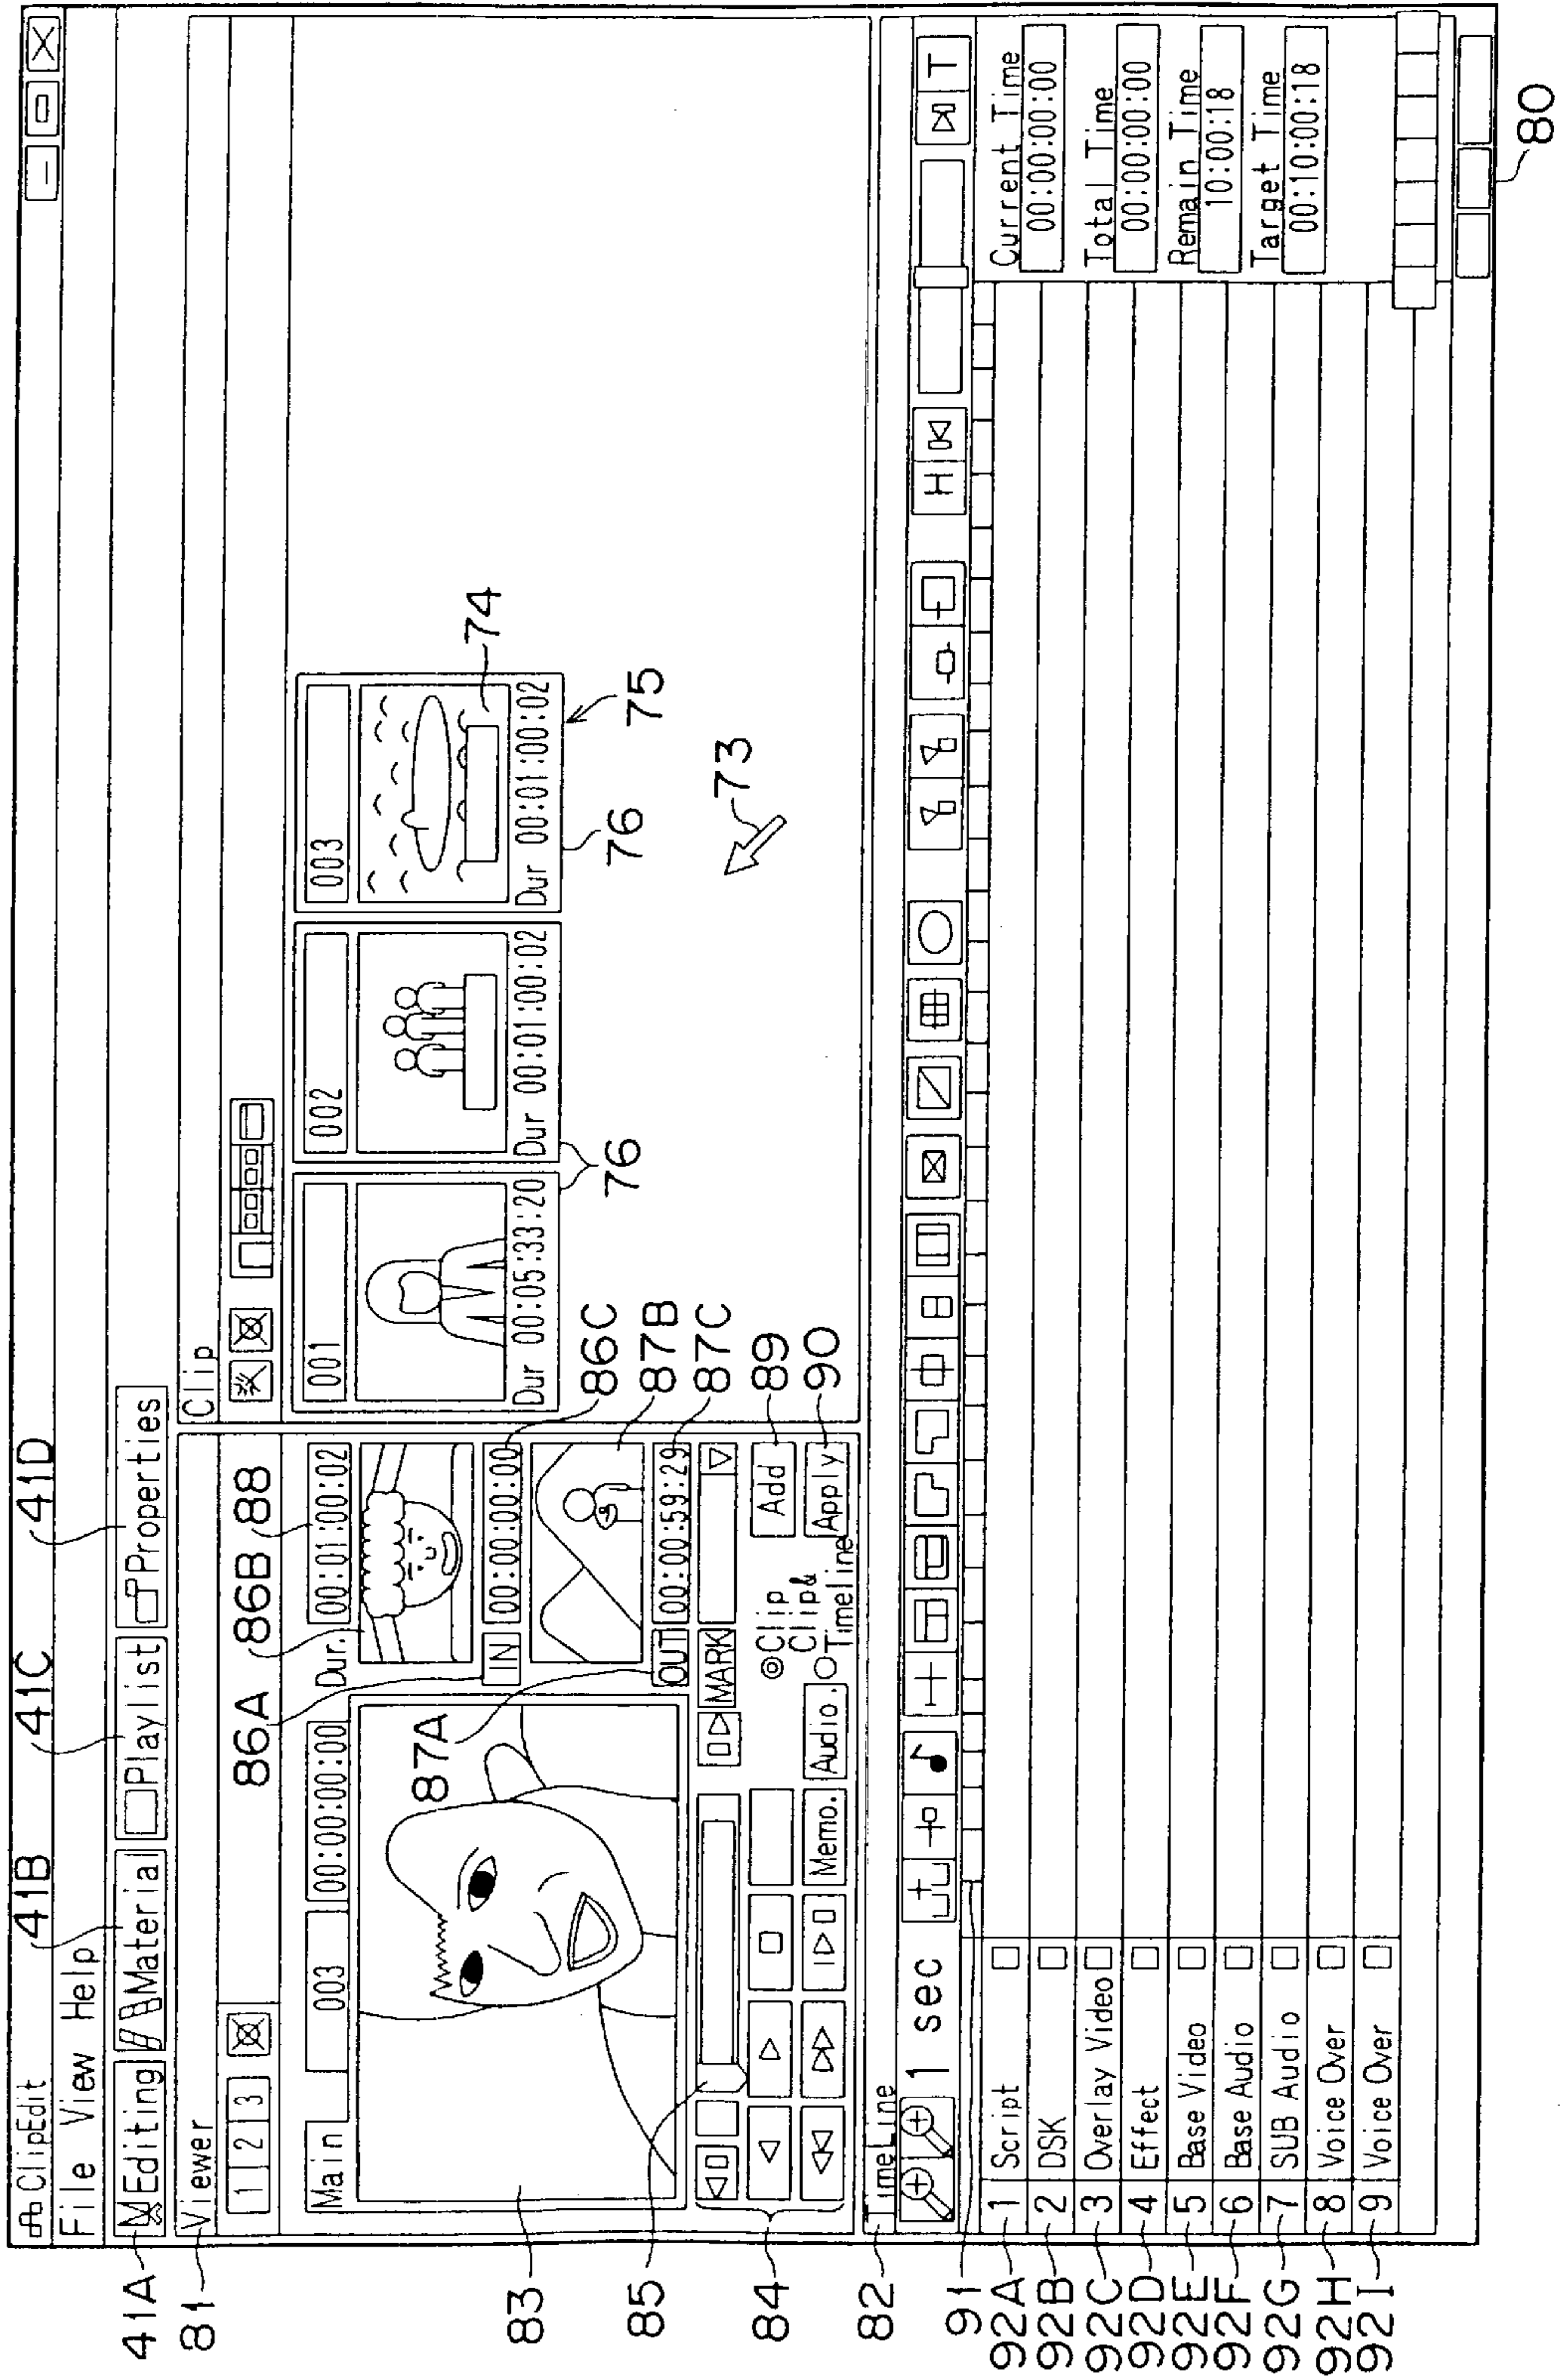 41B 41C 41D
ClipEdit
File View Help
41A
Editing Material Playlist Properties
81
Viewer
Clip
1 2 3
86A 86B 88
Main 003 00:00:00:00 Dur. 00:01:00:02
001
002
003
83
87A
IN 00:00:00:00
OUT 00:00:59:29
86C
87B
87C
Dur 00:05:33:20
Dur 00:01:00:02
Dur 00:01:00:02
74
75
76
76
73
85
MARK
84
Clip
Clip&
Timeline
Add
89
Memo. Audio.
Apply
90
82
TimeLine
1 sec
H
T
91
92A 1 Script
92B 2 DSK
92C 3 Overlay Video
92D 4 Effect
92E 5 Base Video
92F 6 Base Audio
92G 7 SUB Audio
92H 8 Voice Over
92I 9 Voice Over
Current Time
00:00:00:00
Total Time
00:00:00:00
Remain Time
10:00:18
Target Time
00:10:00:18
80